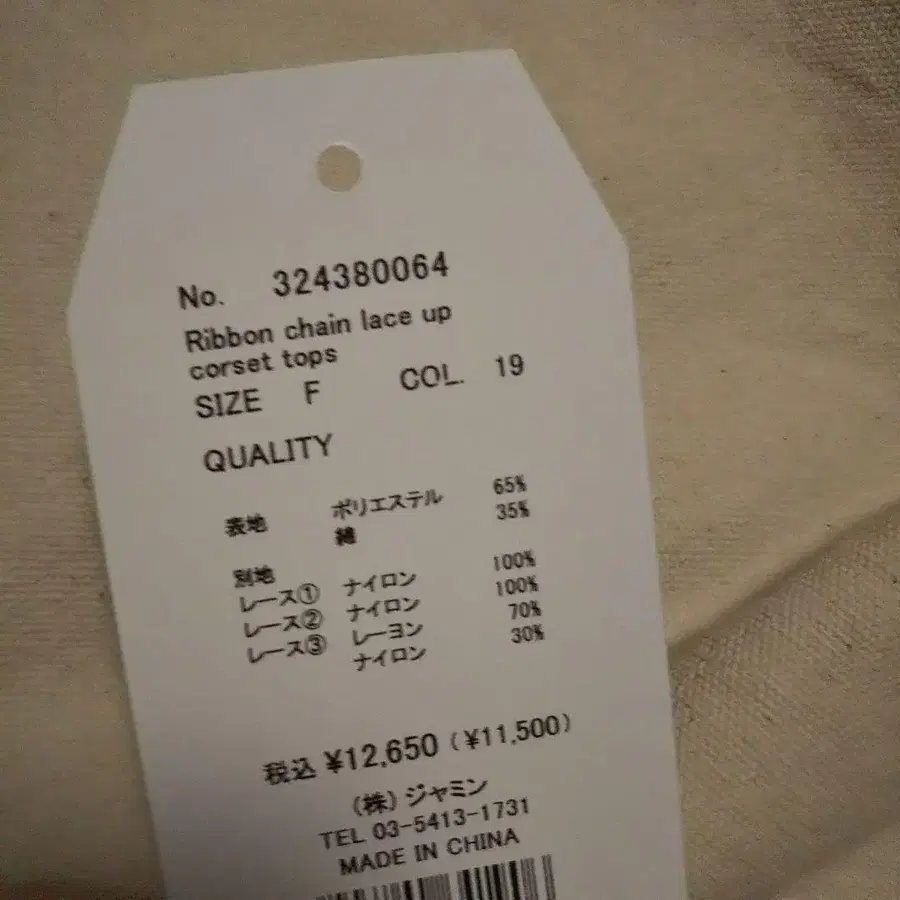 No. 324380064
Ribbon chain lace up
corset tops
SIZE F COL. 19
QUALITY
表地 ポリエステル 65%
綿 35%
別地
レース① ナイロン 100%
レース② ナイロン 100%
レース③ レーヨン 70%
ナイロン 30%
税込 ¥12,650 (¥11,500)
(株) ジャミン
TEL 03-5413-1731
MADE IN CHINA